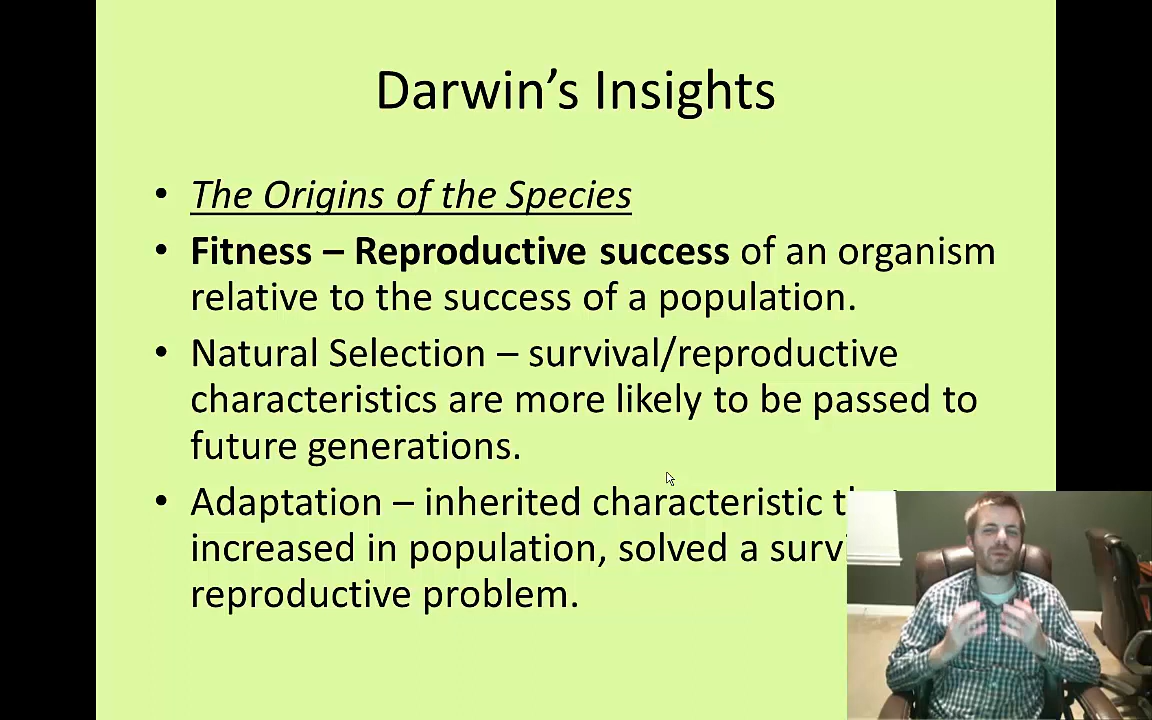 Darwin’s Insights
• The Origins of the Species
• Fitness – Reproductive success of an organism
relative to the success of a population.
• Natural Selection – survival/reproductive
characteristics are more likely to be passed to
future generations.
• Adaptation – inherited characteristic
increased in population, solved a
reproductive problem.